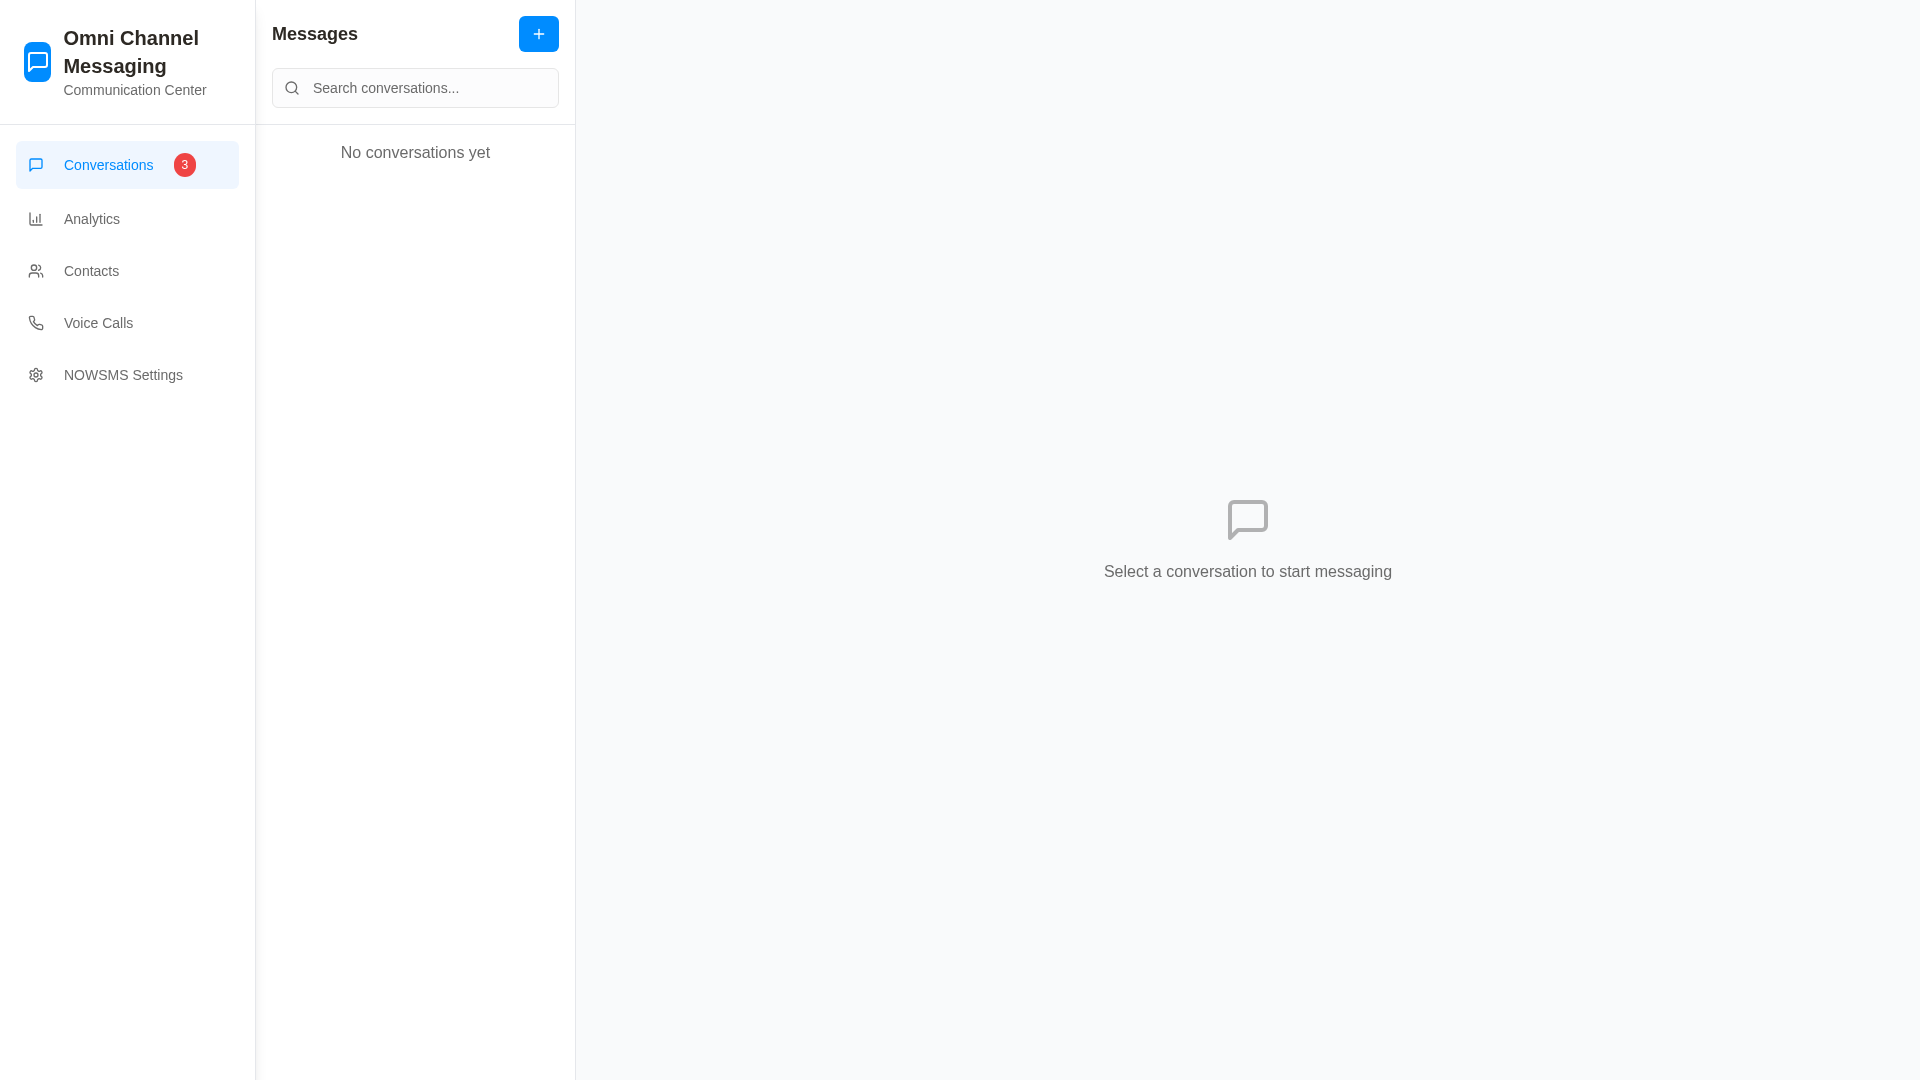 Omni Channel
Messaging
Communication Center
Conversations 3
Analytics
Contacts
Voice Calls
NOWSMS Settings
Messages
Search conversations...
No conversations yet
Select a conversation to start messaging